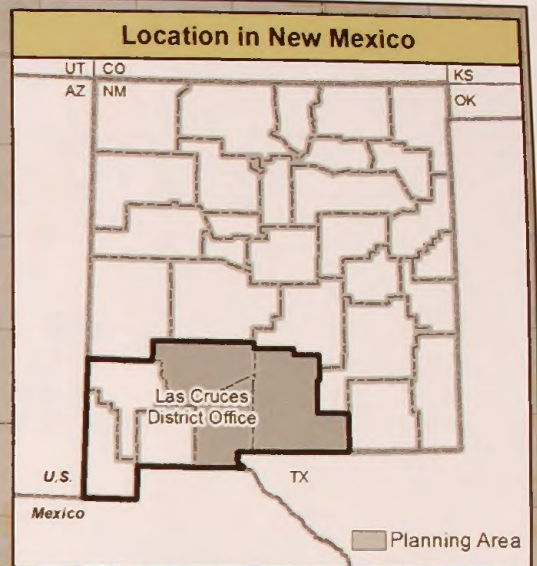 Location in New Mexico
UT CO KS
AZ NM OK
Las Cruces
District Office
U.S. TX
Mexico
Planning Area